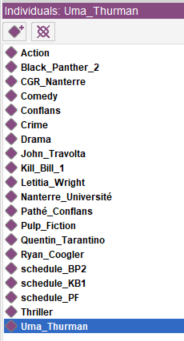 Individuals: Uma_Thurman
Action
Black_Panther_2
CGR_Nanterre
Comedy
Conflans
Crime
Drama
John_Travolta
Kill_Bill_1
Letitia_Wright
Nanterre_Université
Pathé_Conflans
Pulp_Fiction
Quentin_Tarantino
Ryan_Coogler
schedule_BP2
schedule_KB1
schedule_PF
Thriller
Uma_Thurman